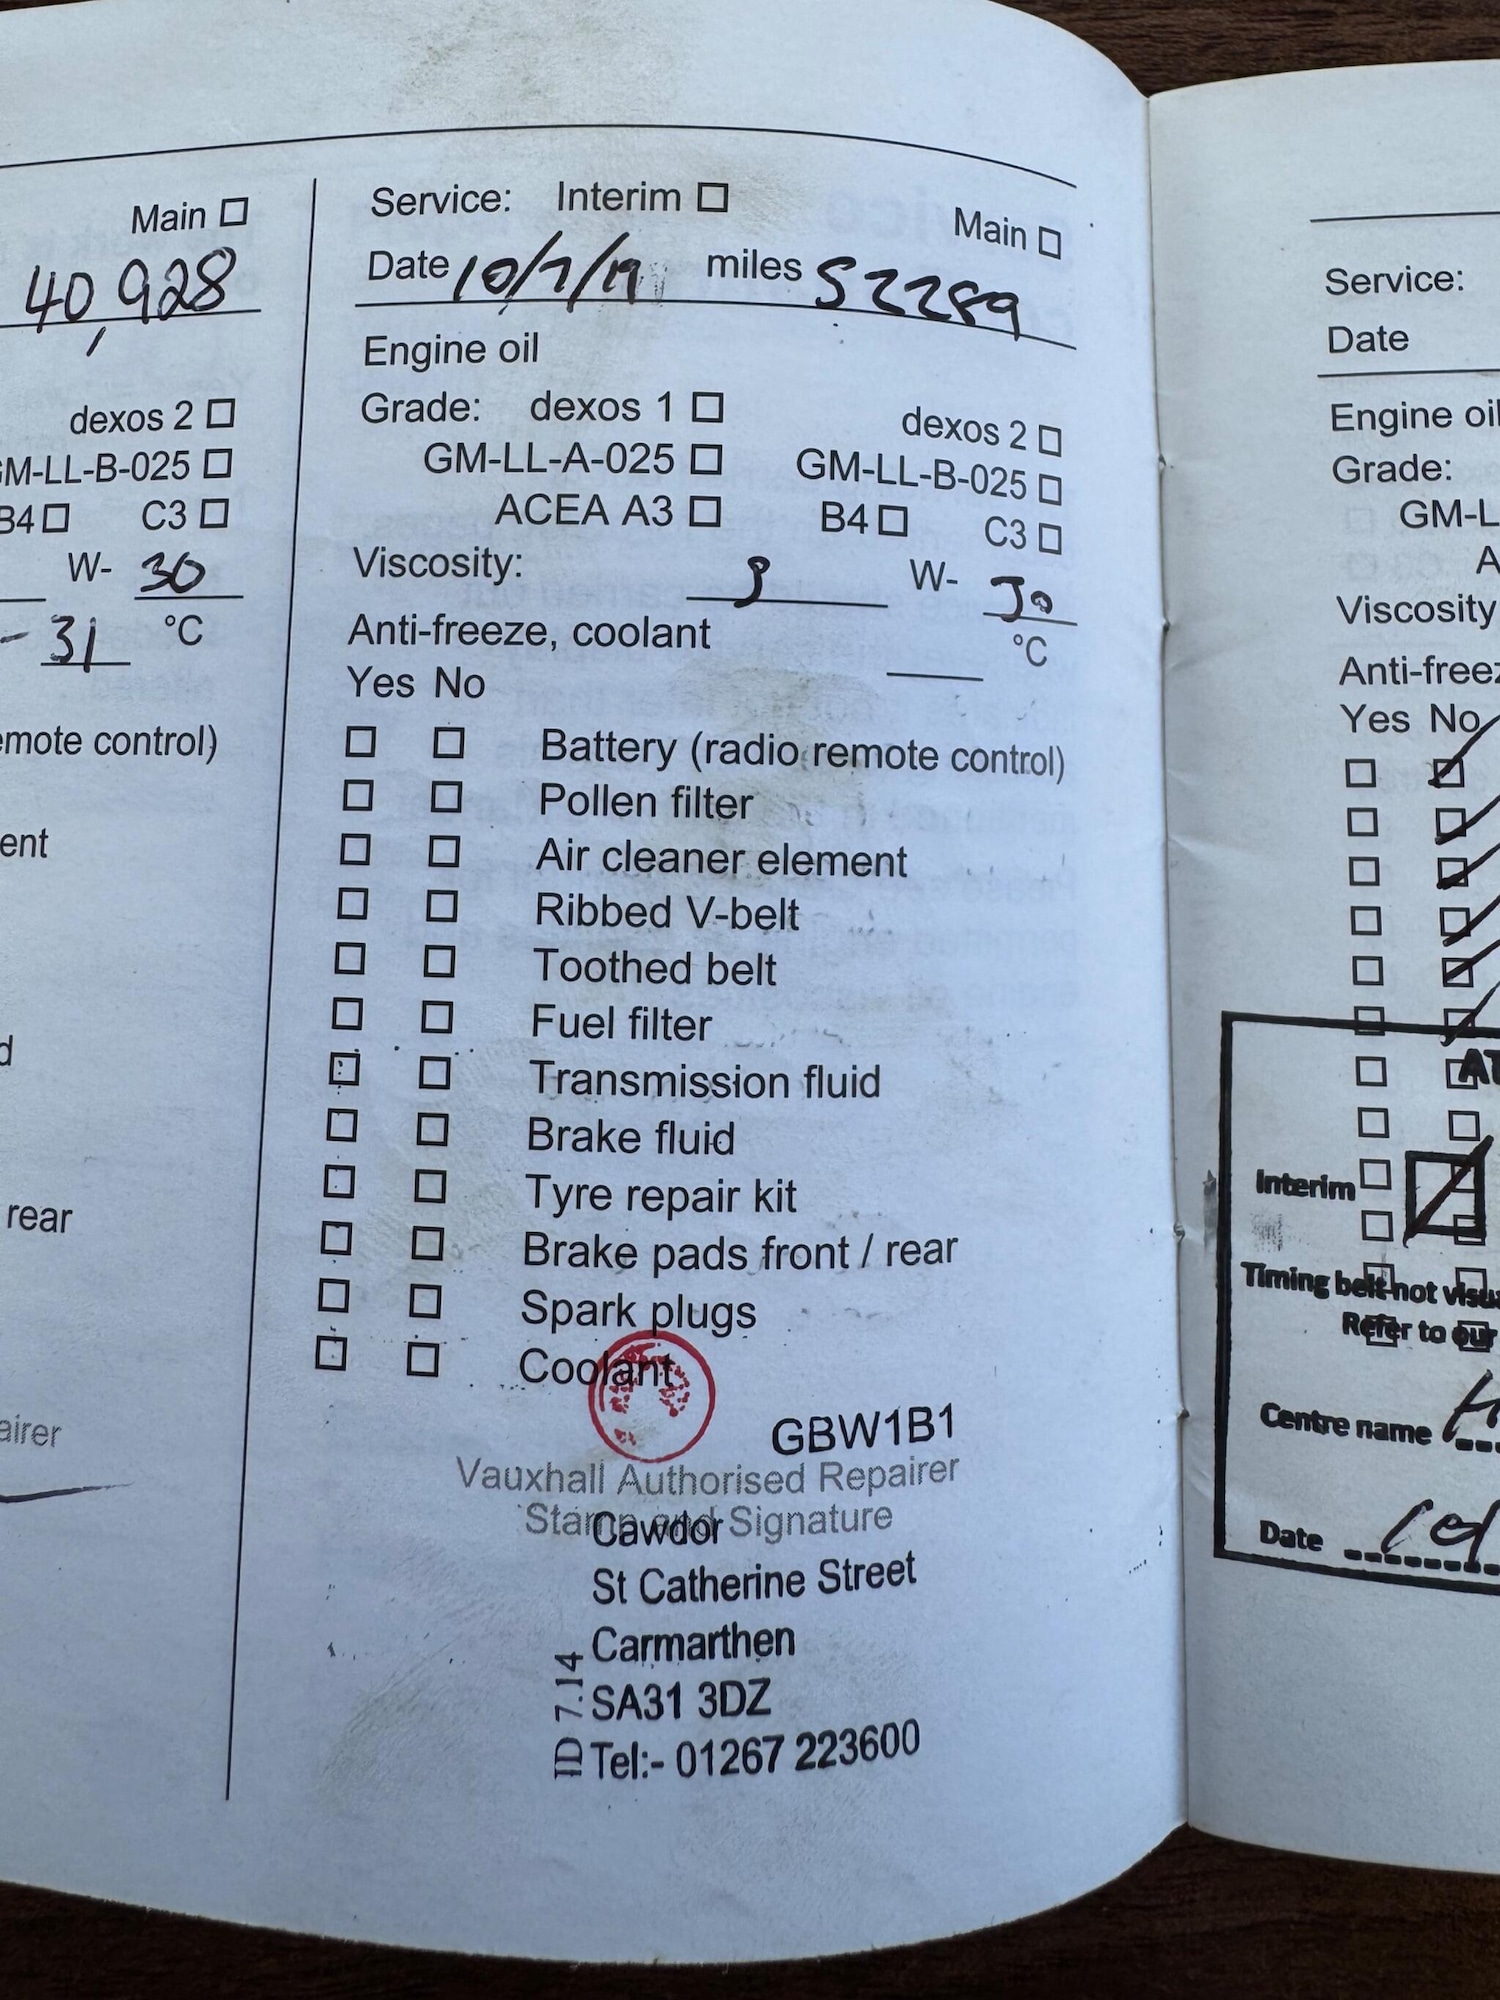 Main
40,928
dexos 2
GM-LL-B-025
B4 C3
W- 30
- 31 °C
emote control)
ent
d
rear
airer
Service: Interim Main
Date 10/7/19 miles 52289
Engine oil
Grade: dexos 1 dexos 2
GM-LL-A-025 GM-LL-B-025
ACEA A3 B4 C3
Viscosity: W- 30
Anti-freeze, coolant °C
Yes No
Battery (radio remote control)
Pollen filter
Air cleaner element
Ribbed V-belt
Toothed belt
Fuel filter
Transmission fluid
Brake fluid
Tyre repair kit
Brake pads front / rear
Spark plugs
Coolant
GBW1B1
Vauxhall Authorised Repairer
Stamp and Signature
Cawdor
St Catherine Street
Carmarthen
SA31 3DZ
Tel:- 01267 223600
ID 7.14
Service:
Date
Engine oil
Grade:
GM-L
A
Viscosity
Anti-freez
Yes No
AT
Interim
Timing belt not visu
Refer to our
Centre name H
Date 10/